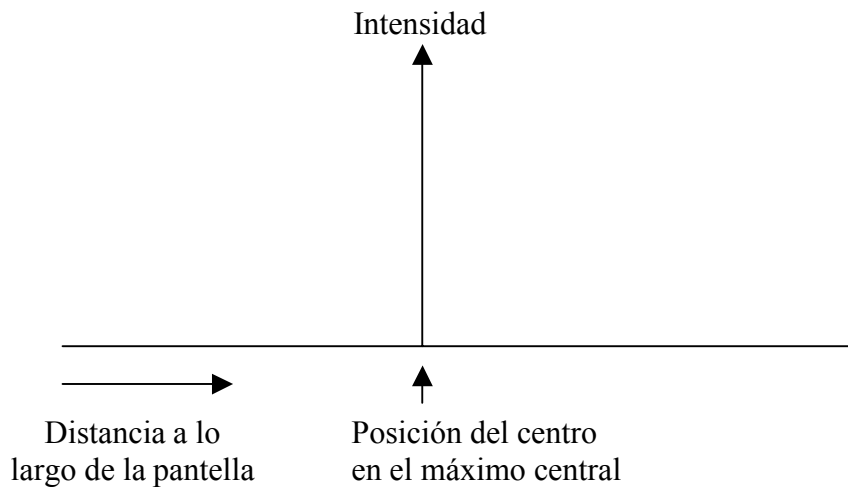 Intensidad
Distancia a lo
largo de la pantella
Posición del centro
en el máximo central